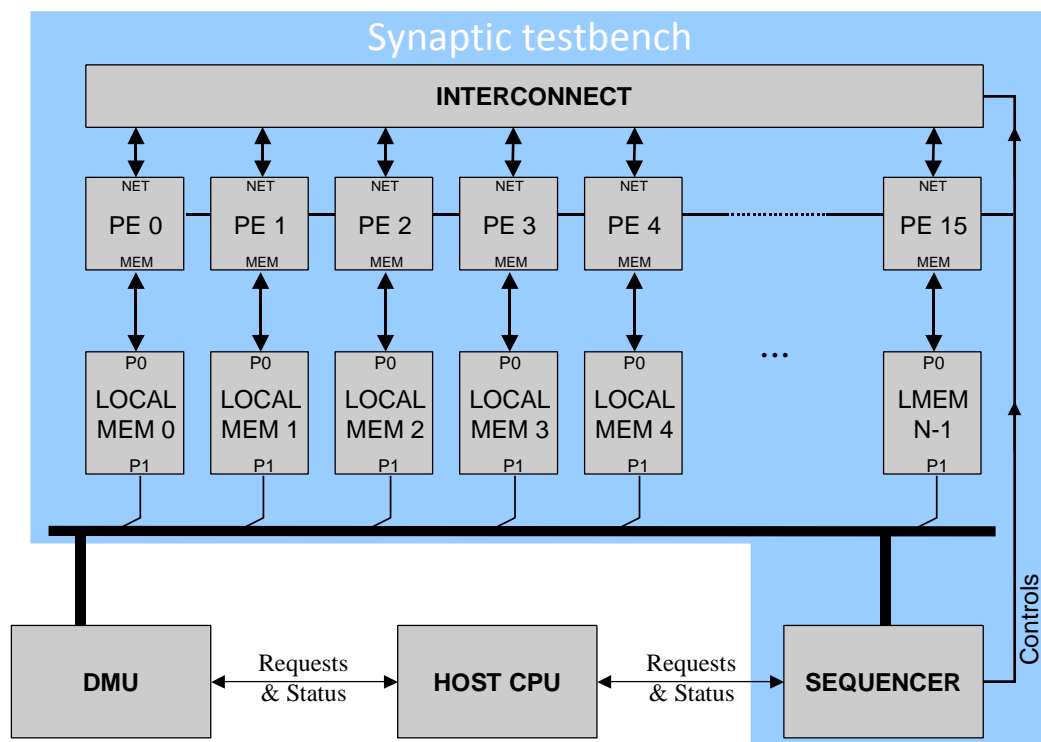 Synaptic testbench
INTERCONNECT
NET NET NET NET NET NET
PE 0 PE 1 PE 2 PE 3 PE 4 PE 15
MEM MEM MEM MEM MEM MEM
P0 P0 P0 P0 P0 ... P0
LOCAL LOCAL LOCAL LOCAL LOCAL LMEM
MEM 0 MEM 1 MEM 2 MEM 3 MEM 4 N-1
P1 P1 P1 P1 P1 P1
Controls
Requests Requests
DMU HOST CPU SEQUENCER
& Status & Status